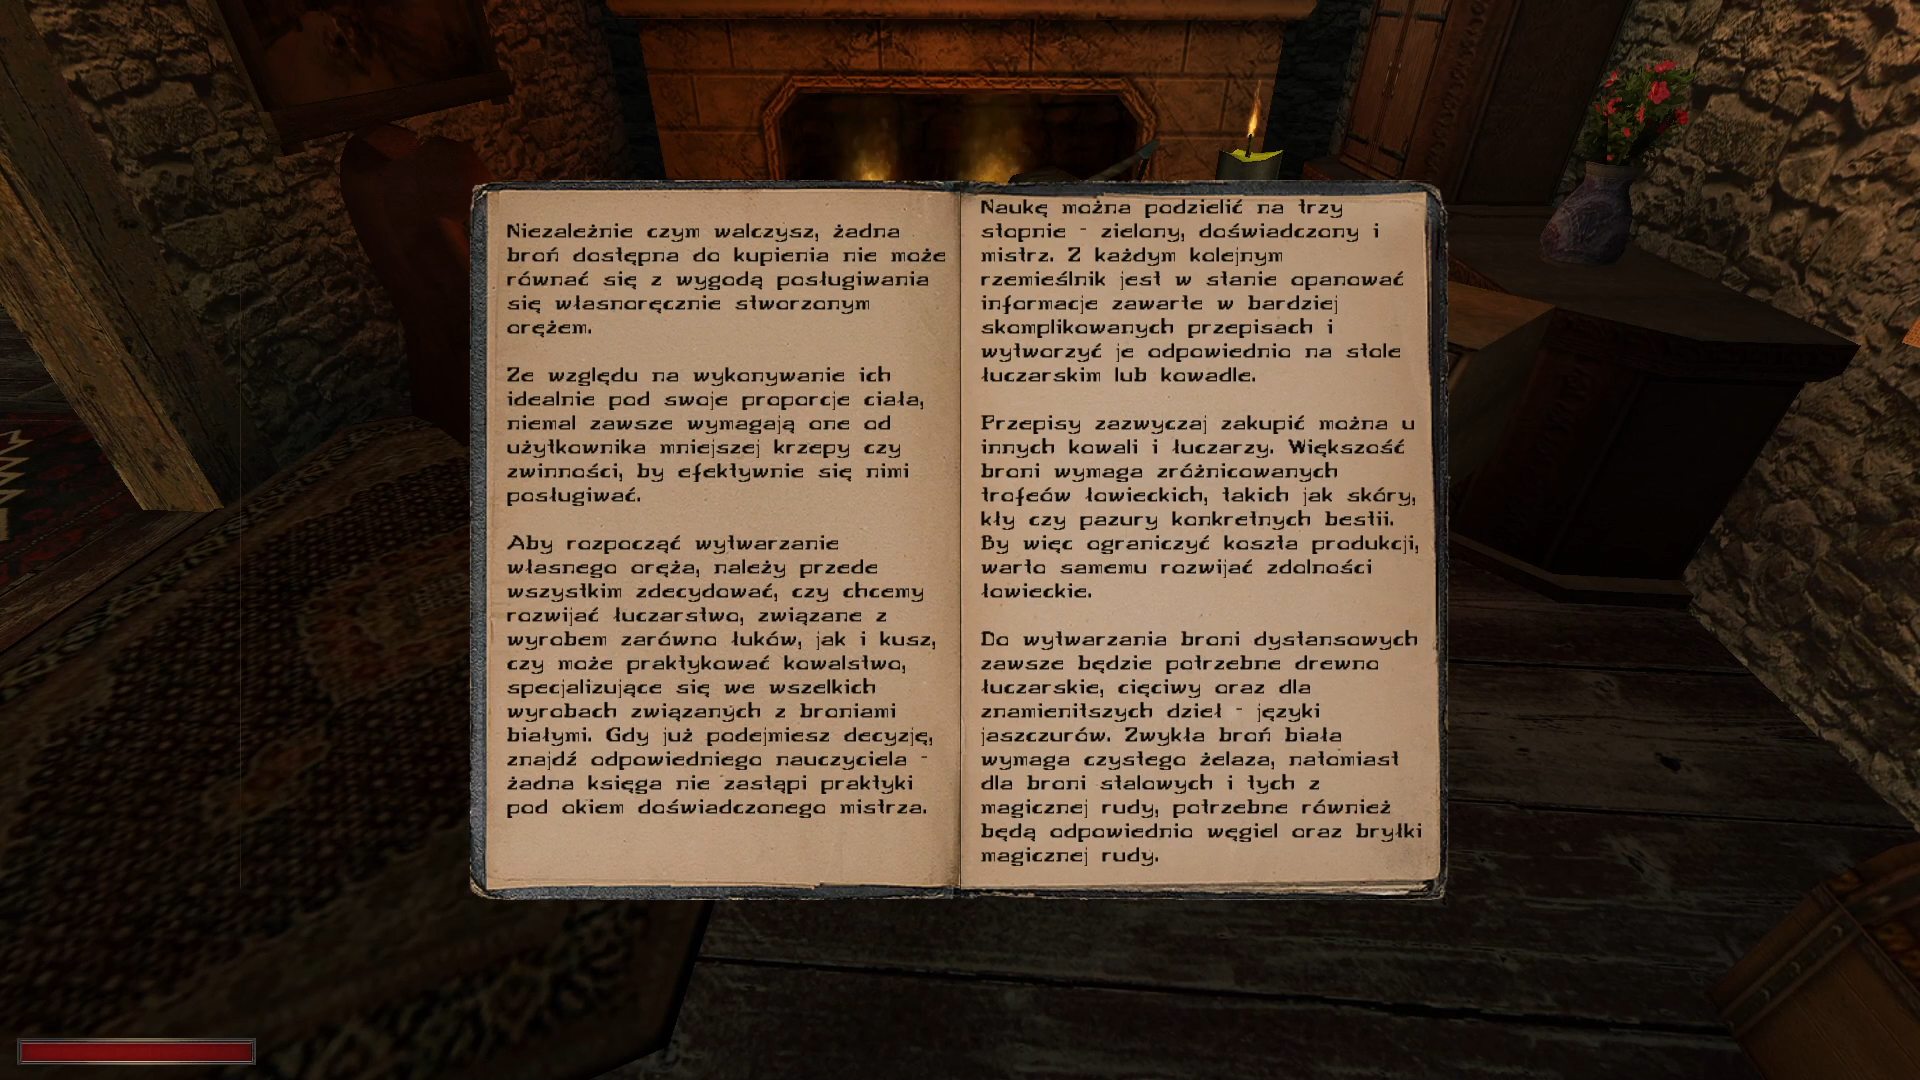 Niezależnie czym walczysz, żadna
broń dostępna do kupienia nie może
równać się z wygodą posługiwania
się własnoręcznie stworzonym
orężem.
Ze względu na wykonywanie ich
idealnie pod swoje proporcje ciała,
niemal zawsze wymagają one od
użytkownika mniejszej krzepy czy
zwinności, by efektywnie się nimi
posługiwać.
Aby rozpocząć wytwarzanie
własnego oręża, należy przede
wszystkim zdecydować, czy chcemy
rozwijać łuczarstwo, związane z
wyrobem zarówno łuków, jak i kusz,
czy może praktykować kowalstwo,
specjalizujące się we wszelkich
wyrobach związanych z broniami
białymi. Gdy już podejmiesz decyzję,
znajdź odpowiedniego nauczyciela -
żadna księga nie zastąpi praktyki
pod okiem doświadczonego mistrza.
Naukę można podzielić na trzy
stopnie - zielony, doświadczony i
mistrz. Z każdym kolejnym
rzemieślnik jest w stanie opanować
informacje zawarte w bardziej
skomplikowanych przepisach i
wytworzyć je odpowiednio na stole
łuczarskim lub kowadle.
Przepisy zazwyczaj zakupić można u
innych kowali i łuczarzy. Większość
broni wymaga zróżnicowanych
trofeów łowieckich, takich jak skóry,
kły czy pazury konkretnych bestii.
By więc ograniczyć koszta produkcji,
warto samemu rozwijać zdolności
łowieckie.
Do wytwarzania broni dystansowych
zawsze będzie potrzebne drewno
łuczarskie, cięciwy oraz dla
znamienitszych dzieł - języki
jaszczurów. Zwykła broń biała
wymaga czystego żelaza, natomiast
dla broni stalowych i tych z
magicznej rudy, potrzebne również
będą odpowiednio węgiel oraz bryłki
magicznej rudy.